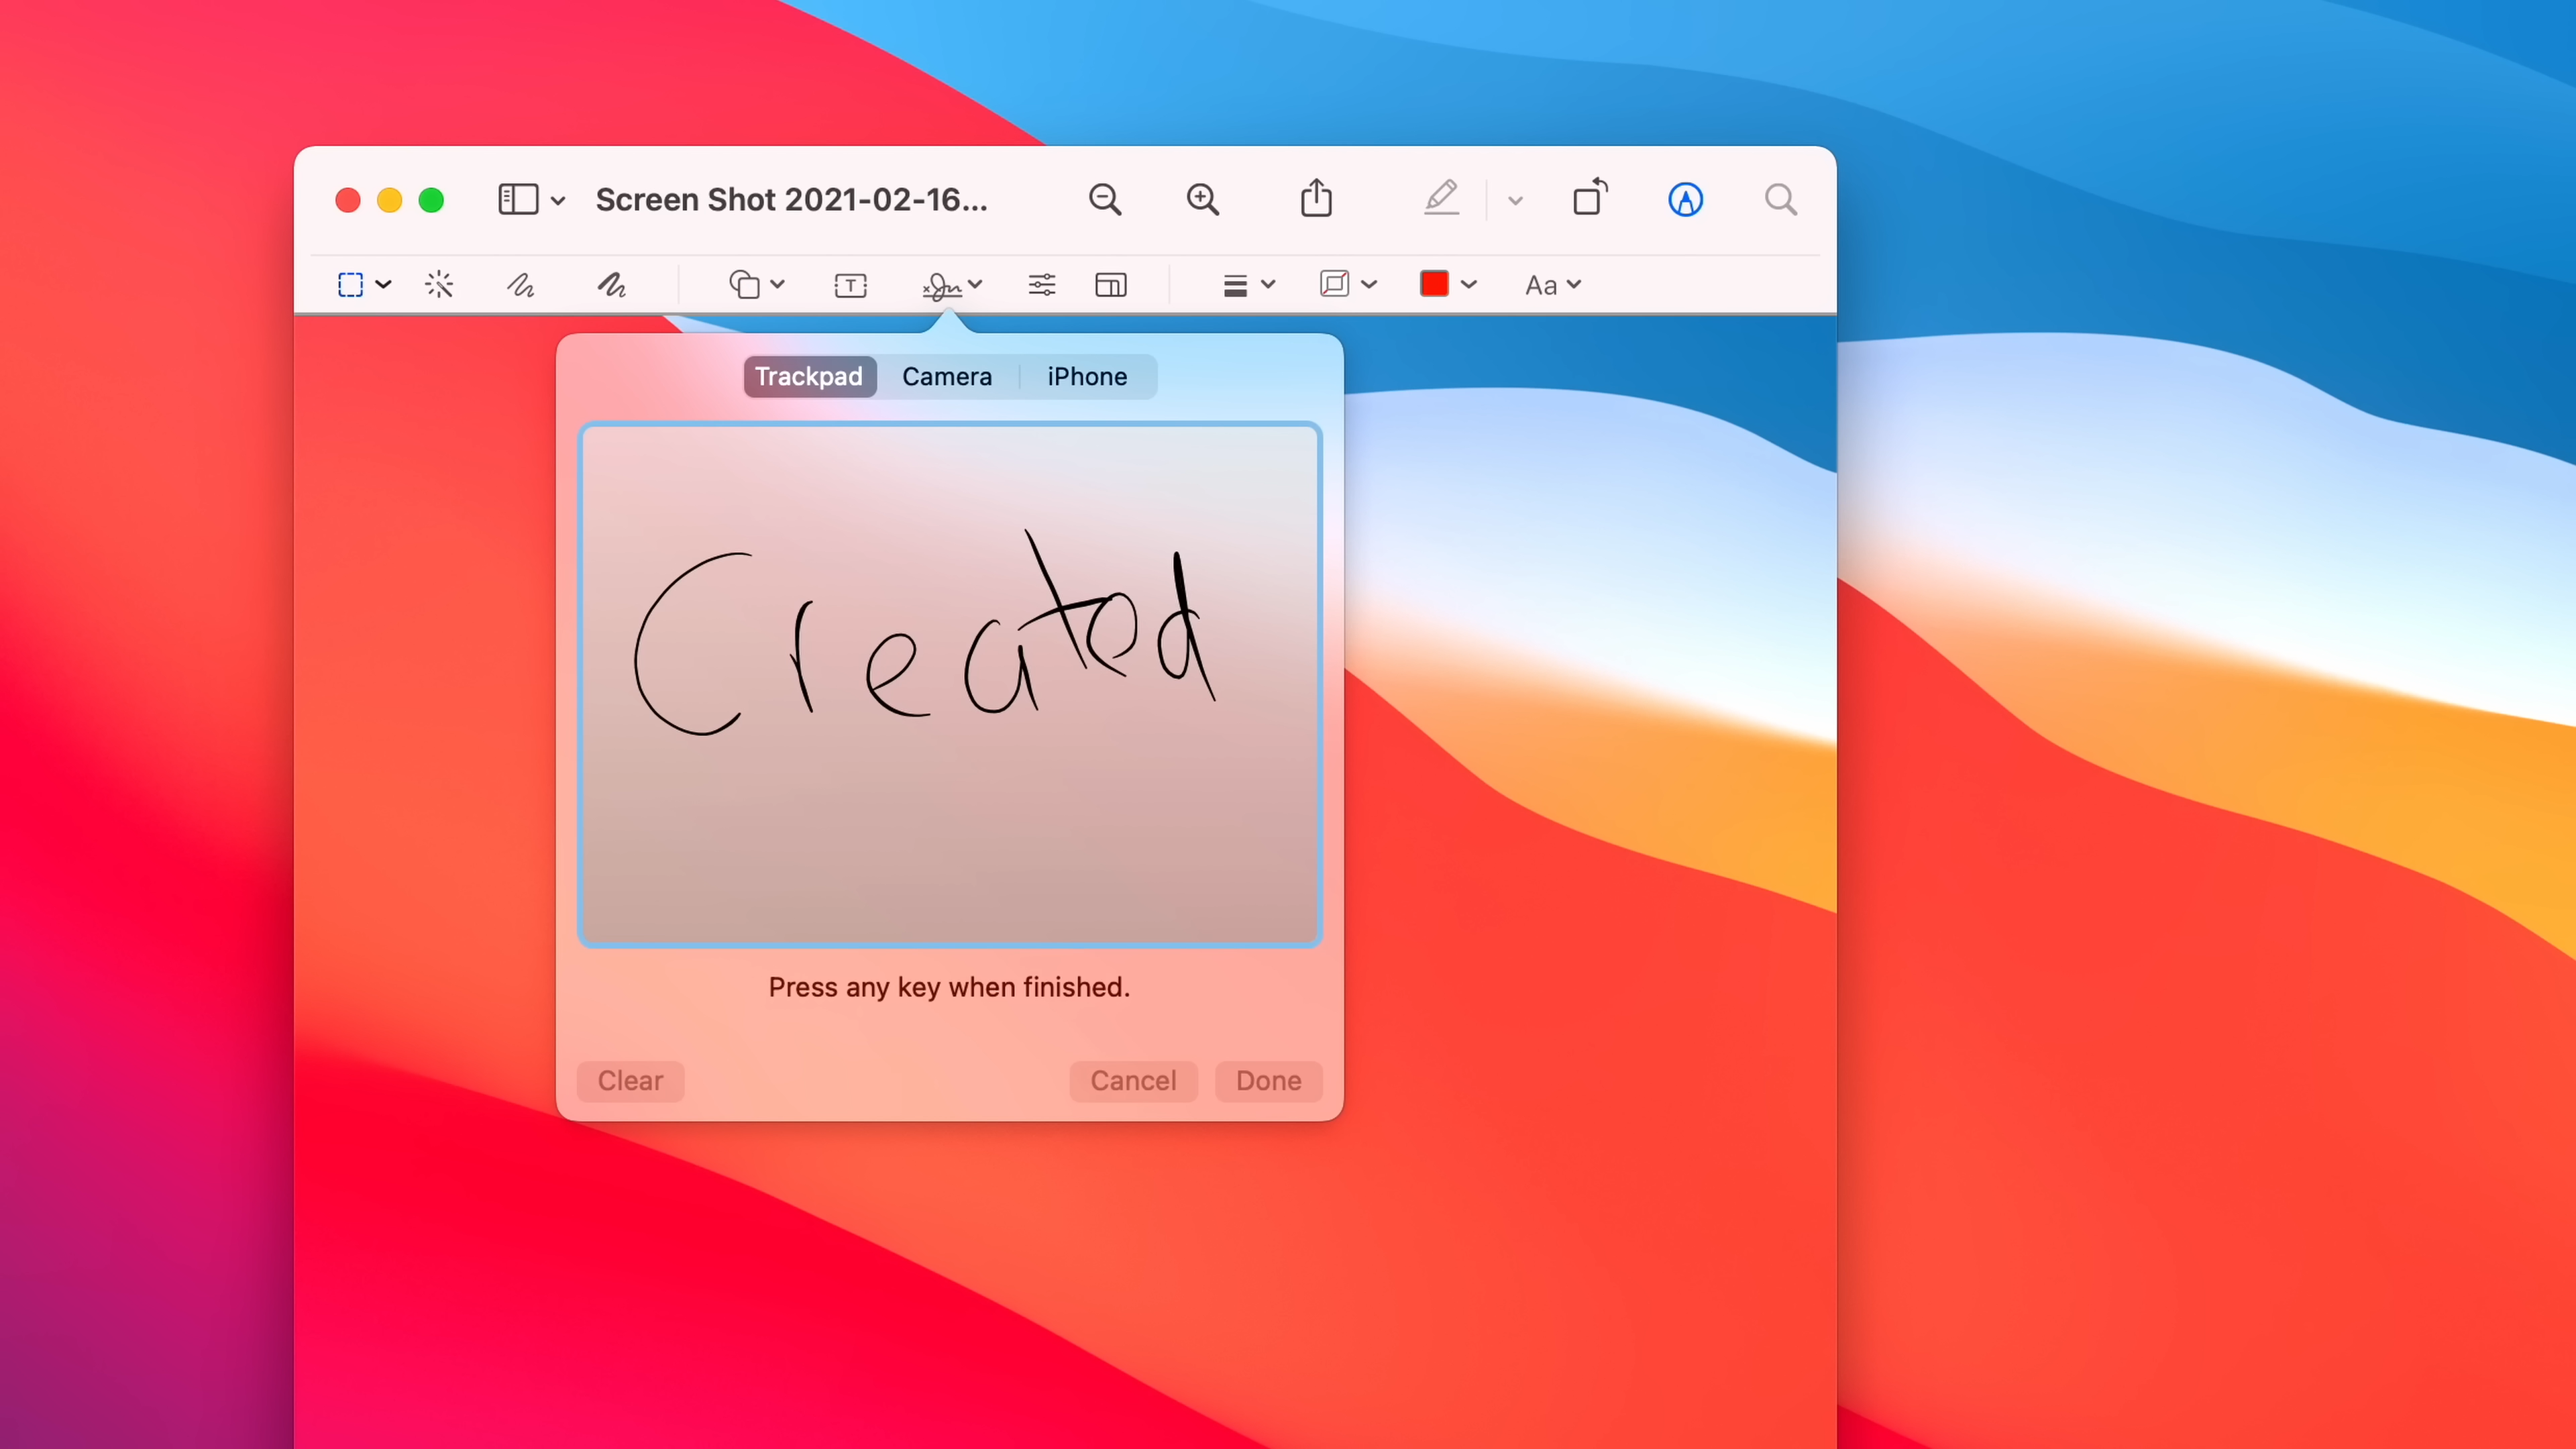 Screen Shot 2021-02-16...
Aa
Trackpad Camera iPhone
Created
Press any key when finished.
Clear Cancel Done